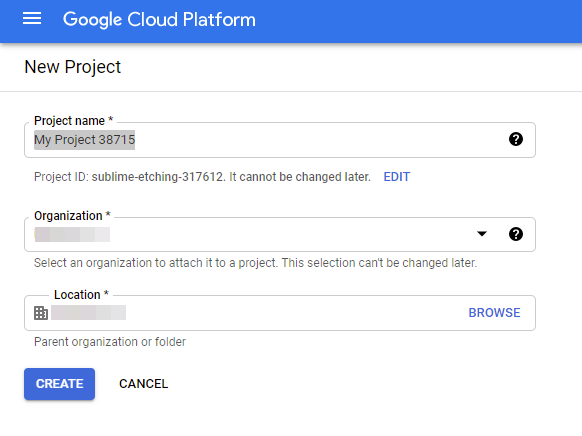 Google Cloud Platform
New Project
Project name *
My Project 38715
Project ID: sublime-etching-317612. It cannot be changed later. EDIT
Organization *
Select an organization to attach it to a project. This selection can't be changed later.
Location *
BROWSE
Parent organization or folder
CREATE CANCEL